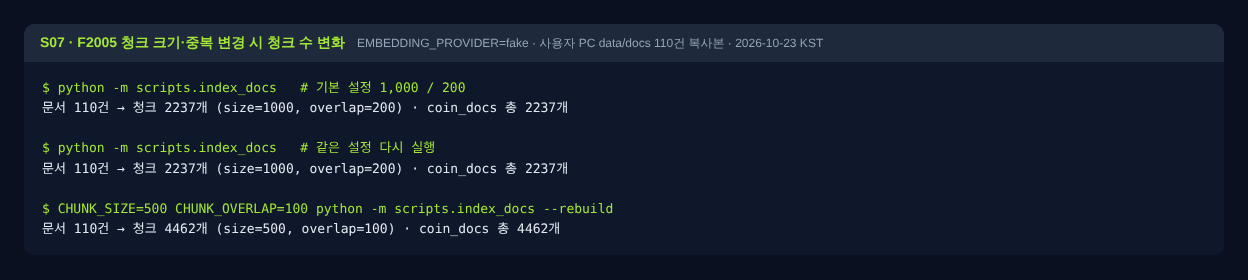 S07 · F2005 청크 크기·중복 변경 시 청크 수 변화 EMBEDDING_PROVIDER=fake · 사용자 PC data/docs 110건 복사본 · 2026-10-23 KST
$ python -m scripts.index_docs # 기본 설정 1,000 / 200
문서 110건 → 청크 2237개 (size=1000, overlap=200) · coin_docs 총 2237개
$ python -m scripts.index_docs # 같은 설정 다시 실행
문서 110건 → 청크 2237개 (size=1000, overlap=200) · coin_docs 총 2237개
$ CHUNK_SIZE=500 CHUNK_OVERLAP=100 python -m scripts.index_docs --rebuild
문서 110건 → 청크 4462개 (size=500, overlap=100) · coin_docs 총 4462개